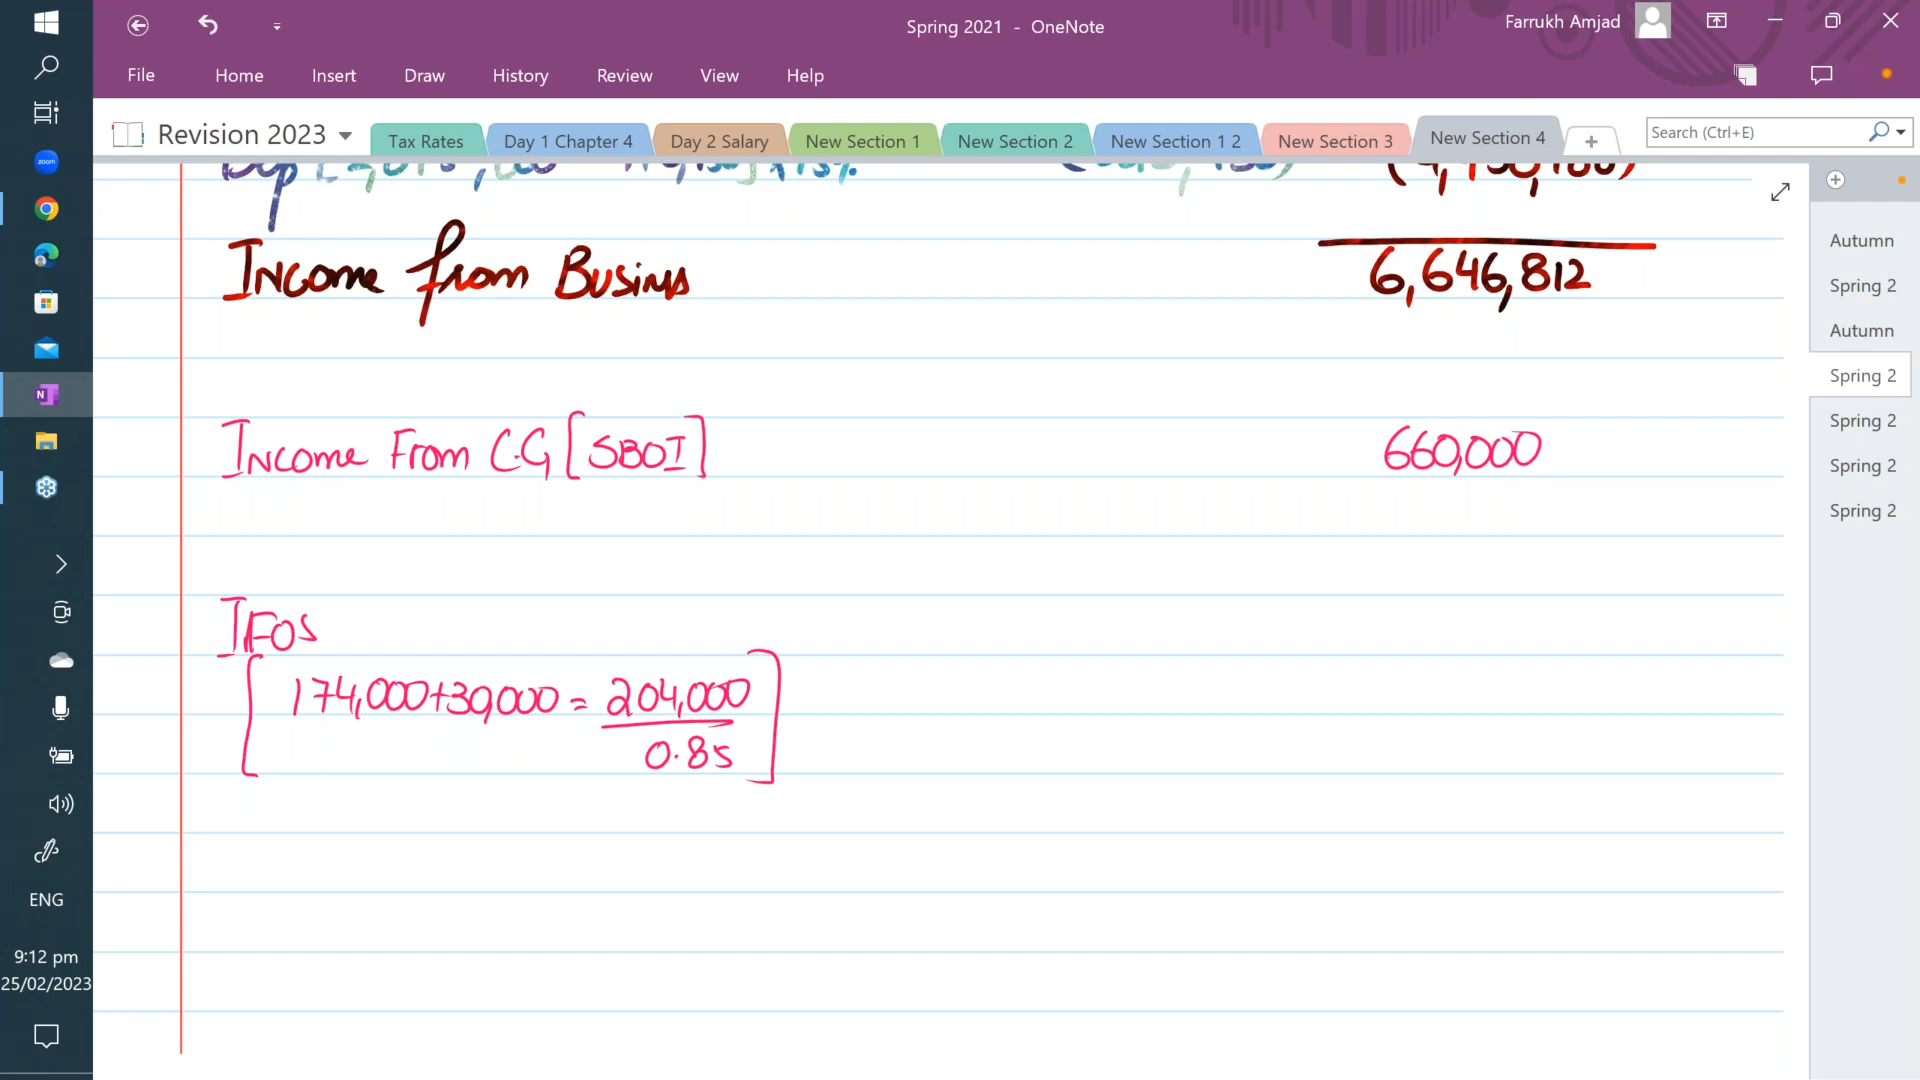 Spring 2021 - OneNote
Farrukh Amjad
File Home Insert Draw History Review View Help
Revision 2023
Tax Rates
Day 1 Chapter 4
Day 2 Salary
New Section 1
New Section 2
New Section 1 2
New Section 3
New Section 4
Search (Ctrl+E)
Income from Business 6,646,812
Income From C.G [SBOI] 660,000
IFOS
[174,000+30,000 = 204,000
0.85]
Autumn
Spring 2
Autumn
Spring 2
Spring 2
Spring 2
Spring 2
zoom
N
ENG
9:12 pm
25/02/2023